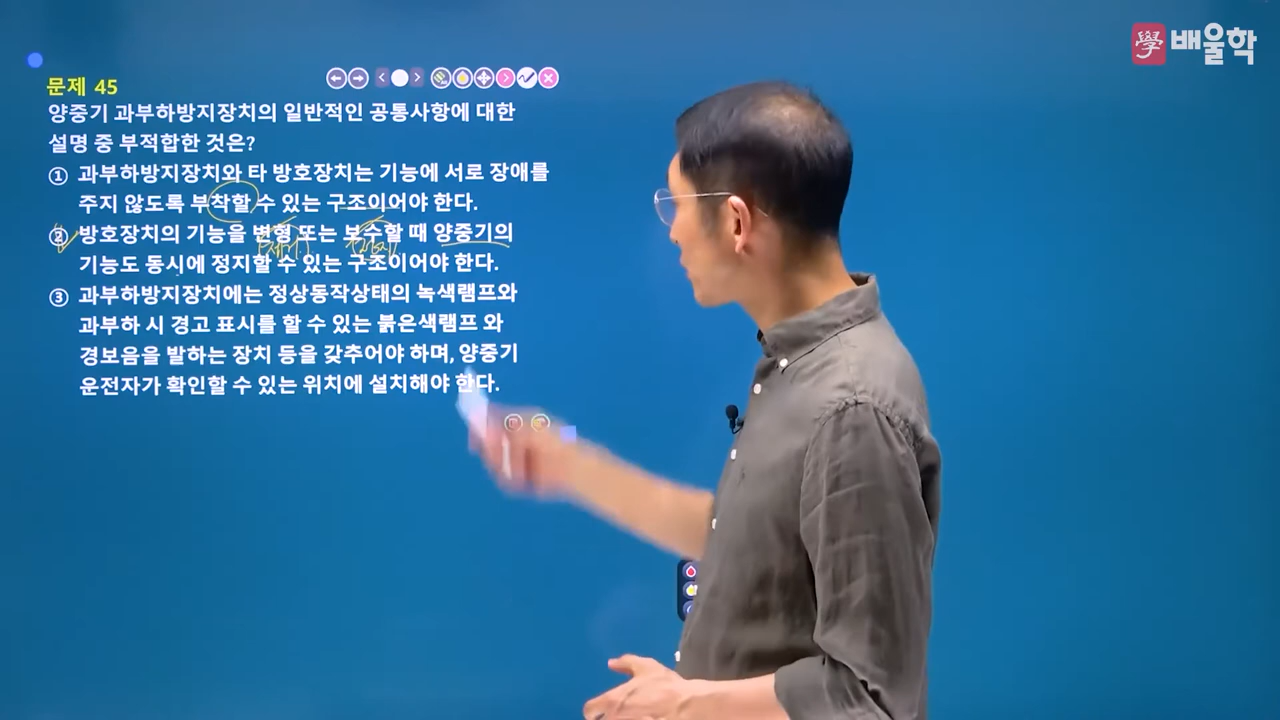 學 배울학
문제 45
양중기 과부하방지장치의 일반적인 공통사항에 대한
설명 중 부적합한 것은?
① 과부하방지장치와 타 방호장치는 기능에 서로 장애를
주지 않도록 부착할 수 있는 구조이어야 한다.
② 방호장치의 기능을 변형 또는 보수할 때 양중기의
기능도 동시에 정지할 수 있는 구조이어야 한다.
③ 과부하방지장치에는 정상동작상태의 녹색램프와
과부하 시 경고 표시를 할 수 있는 붉은색램프 와
경보음을 발하는 장치 등을 갖추어야 하며, 양중기
운전자가 확인할 수 있는 위치에 설치해야 한다.